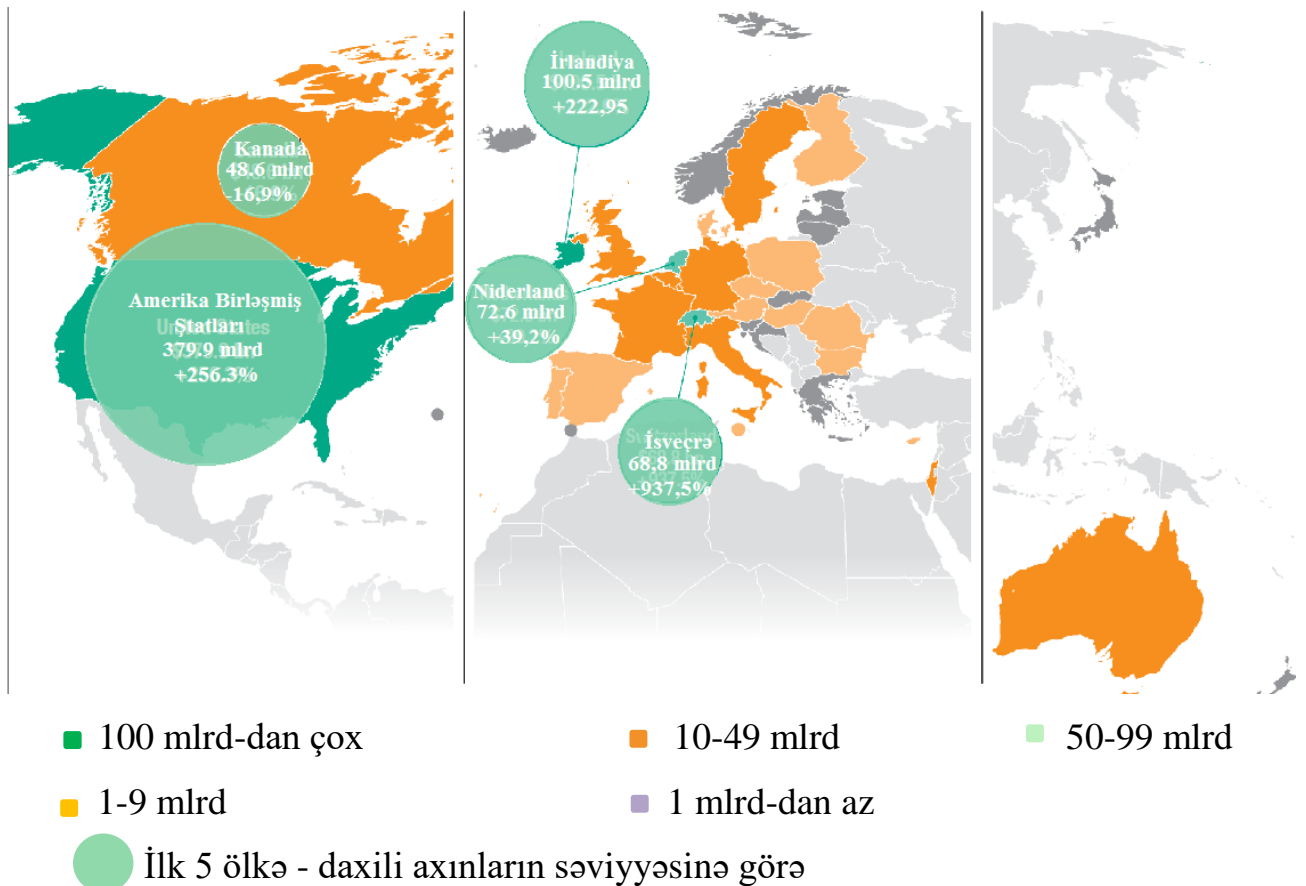 İrlandiya
100.5 mlrd
+222,95
Kanada
48.6 mlrd
-16,9%
Amerika Birləşmiş
Ştatları
379.9 mlrd
+256.3%
Niderland
72.6 mlrd
+39,2%
İsveçrə
68,8 mlrd
+937,5%
100 mlrd-dan çox
10-49 mlrd
50-99 mlrd
1-9 mlrd
1 mlrd-dan az
İlk 5 ölkə - daxili axınların səviyyəsinə görə